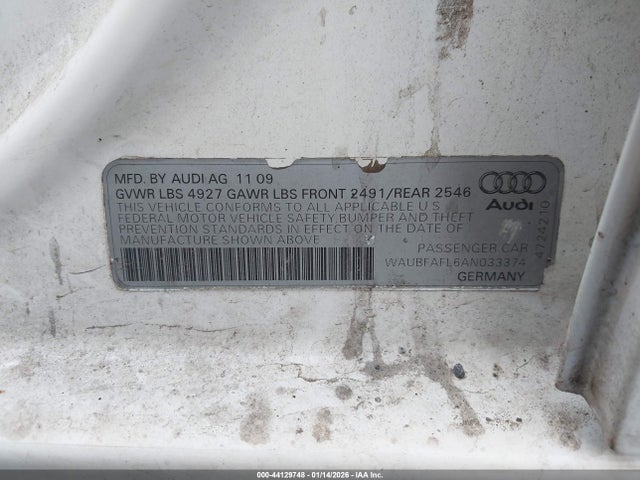 MFD. BY AUDI AG 11 09
GVWR LBS 4927 GAWR LBS FRONT 2491/REAR 2546
THIS VEHICLE CONFORMS TO ALL APPLICABLE U S
FEDERAL MOTOR VEHICLE SAFETY BUMPER AND THEFT
PREVENTION STANDARDS IN EFFECT ON THE DATE OF
MANUFACTURE SHOWN ABOVE
Audi
PASSENGER CAR
WAUBFAFL6AN033374
GERMANY
4724210
000-44129748 - 01/14/2026 - IAA Inc.